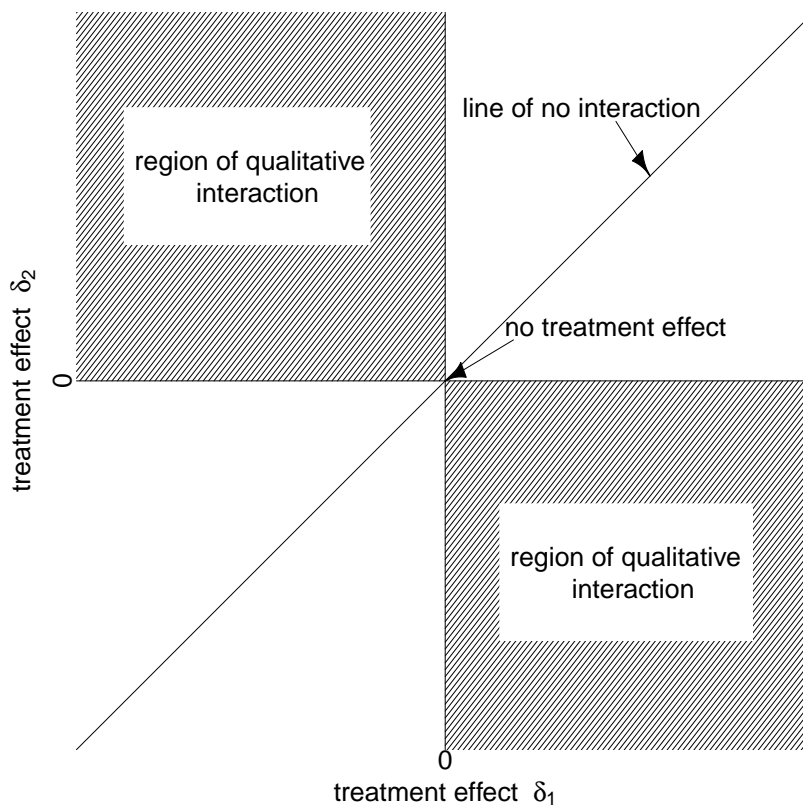 line of no interaction
region of qualitative
interaction
no treatment effect
treatment effect δ2
0
region of qualitative
interaction
0
treatment effect δ1